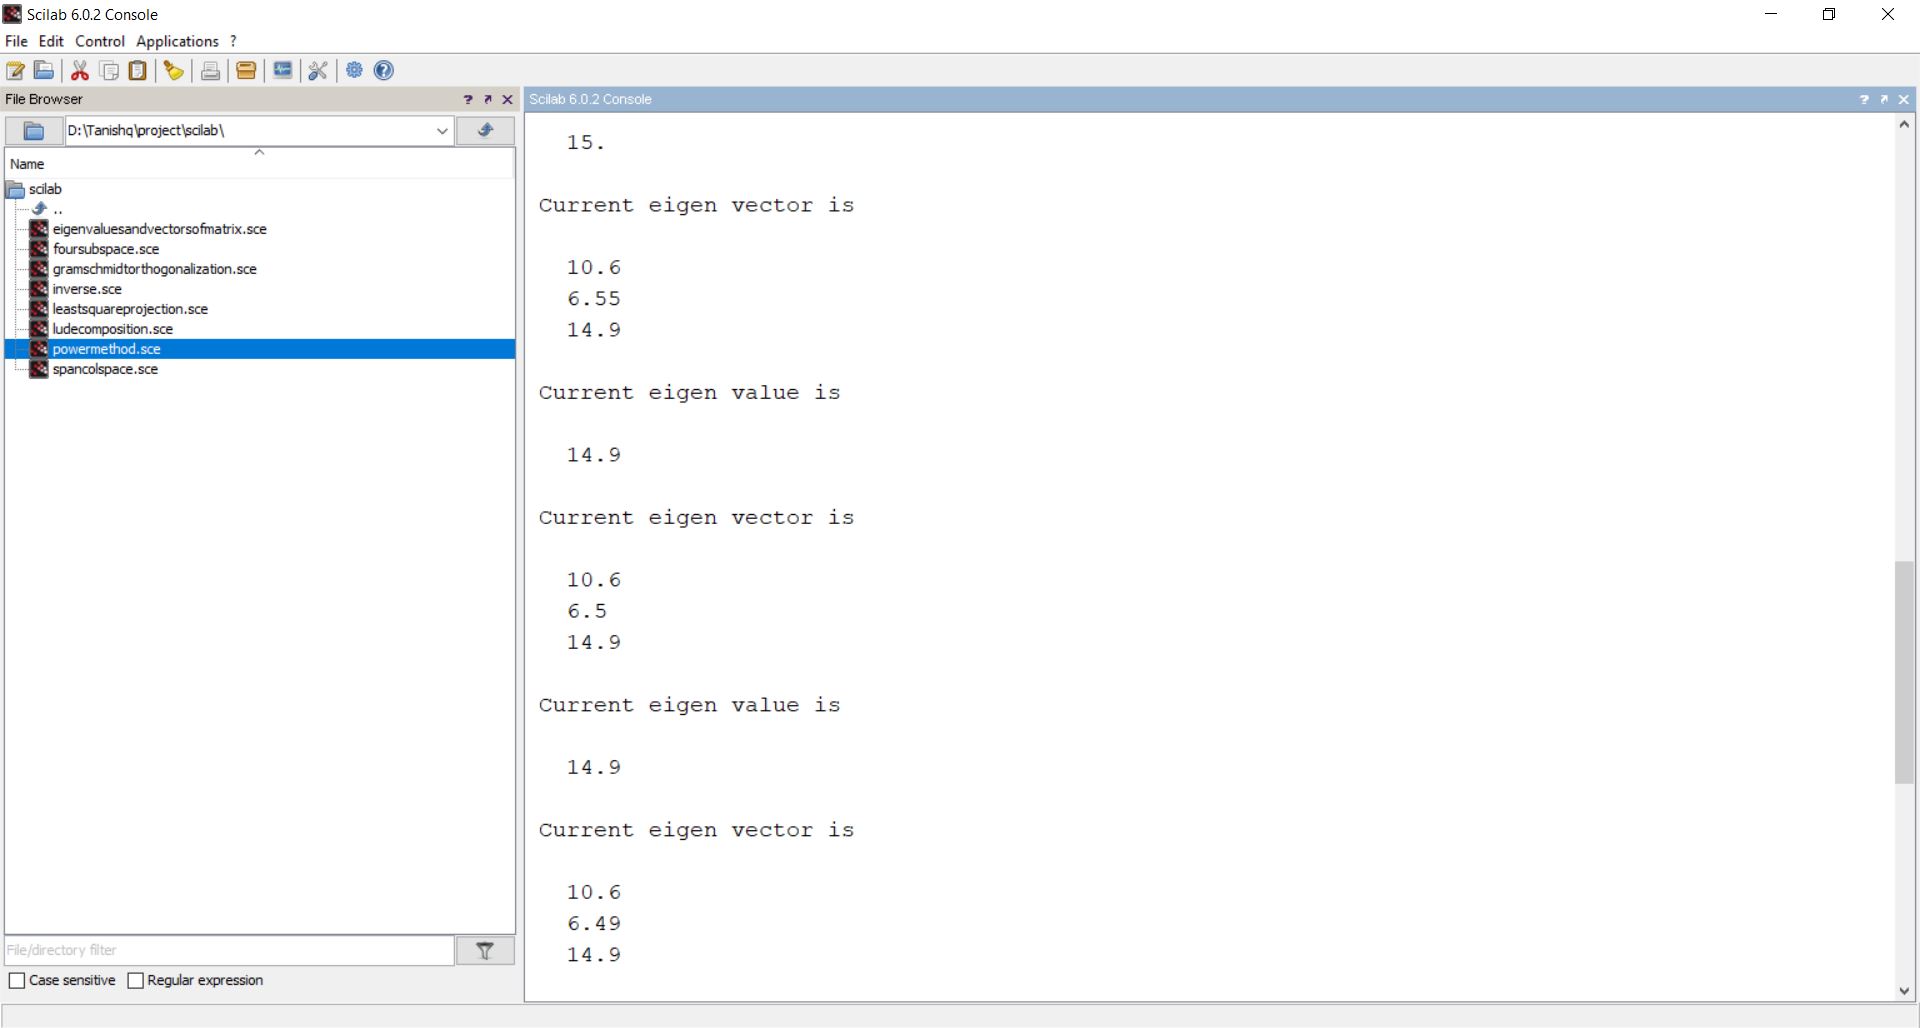 Scilab 6.0.2 Console
File Edit Control Applications ?
File Browser
D:\Tanishq\project\scilab\
Name
scilab
..
eigenvaluesandvectorsofmatrix.sce
foursubspace.sce
gramschmidtorthogonalization.sce
inverse.sce
leastsquareprojection.sce
ludecomposition.sce
powermethod.sce
spancolspace.sce
File/directory filter
Case sensitive Regular expression
Scilab 6.0.2 Console
15.
Current eigen vector is
10.6
6.55
14.9
Current eigen value is
14.9
Current eigen vector is
10.6
6.5
14.9
Current eigen value is
14.9
Current eigen vector is
10.6
6.49
14.9